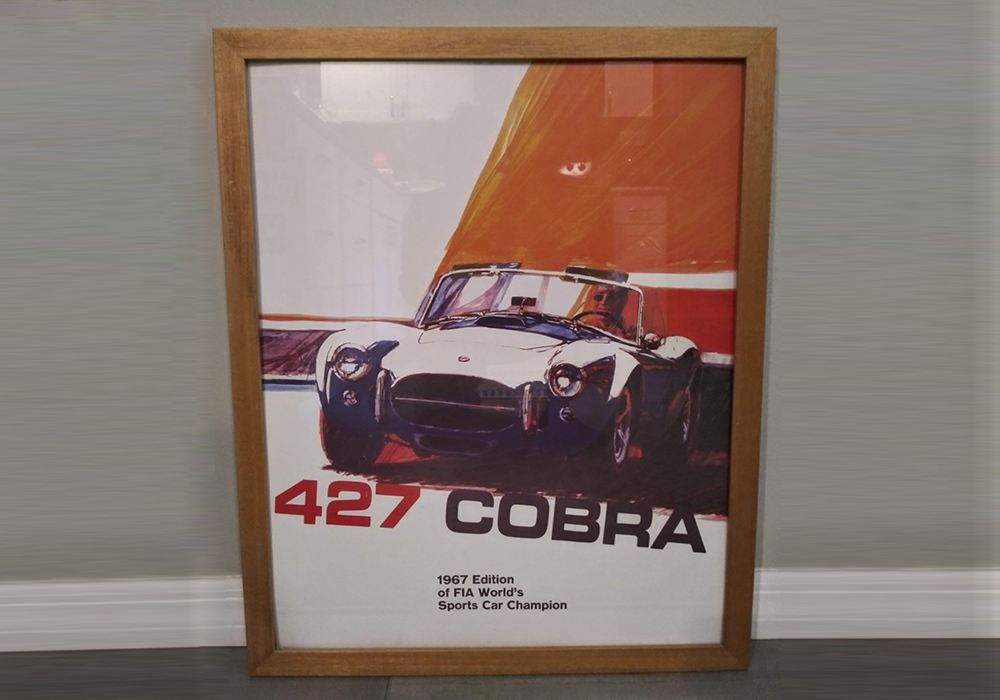 427 COBRA
1967 Edition
of FIA World's
Sports Car Champion